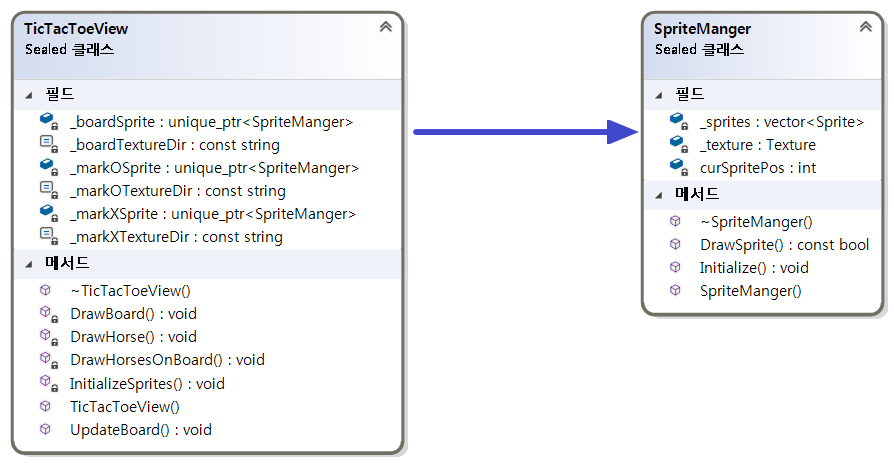 TicTacToeView
Sealed 클래스
필드
_boardSprite : unique_ptr<SpriteManger>
_boardTextureDir : const string
_markOSprite : unique_ptr<SpriteManger>
_markOTextureDir : const string
_markXSprite : unique_ptr<SpriteManger>
_markXTextureDir : const string
메서드
~TicTacToeView()
DrawBoard() : void
DrawHorse() : void
DrawHorsesOnBoard() : void
InitializeSprites() : void
TicTacToeView()
UpdateBoard() : void
SpriteManger
Sealed 클래스
필드
_sprites : vector<Sprite>
_texture : Texture
curSpritePos : int
메서드
~SpriteManger()
DrawSprite() : const bool
Initialize() : void
SpriteManger()